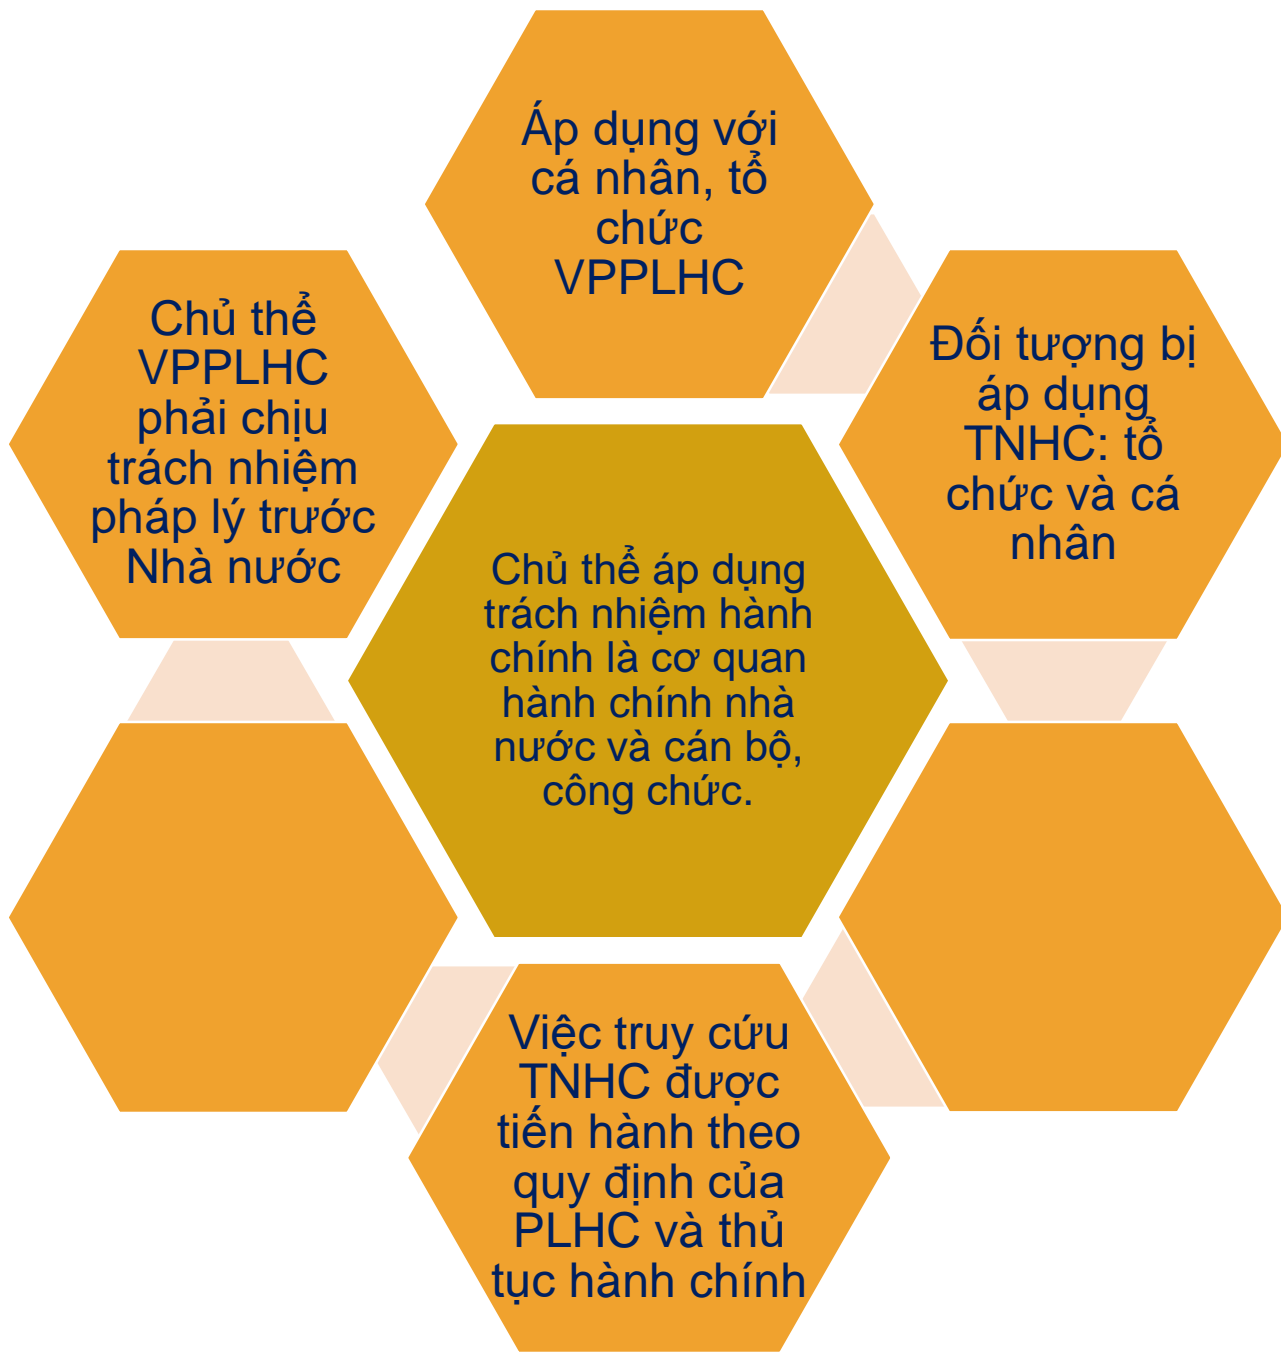 Áp dụng với
cá nhân, tổ
chức
VPPLHC
Chủ thể
VPPLHC
phải chịu
trách nhiệm
pháp lý trước
Nhà nước
Đối tượng bị
áp dụng
TNHC: tổ
chức và cá
nhân
Chủ thể áp dụng
trách nhiệm hành
chính là cơ quan
hành chính nhà
nước và cán bộ,
công chức.
Việc truy cứu
TNHC được
tiến hành theo
quy định của
PLHC và thủ
tục hành chính